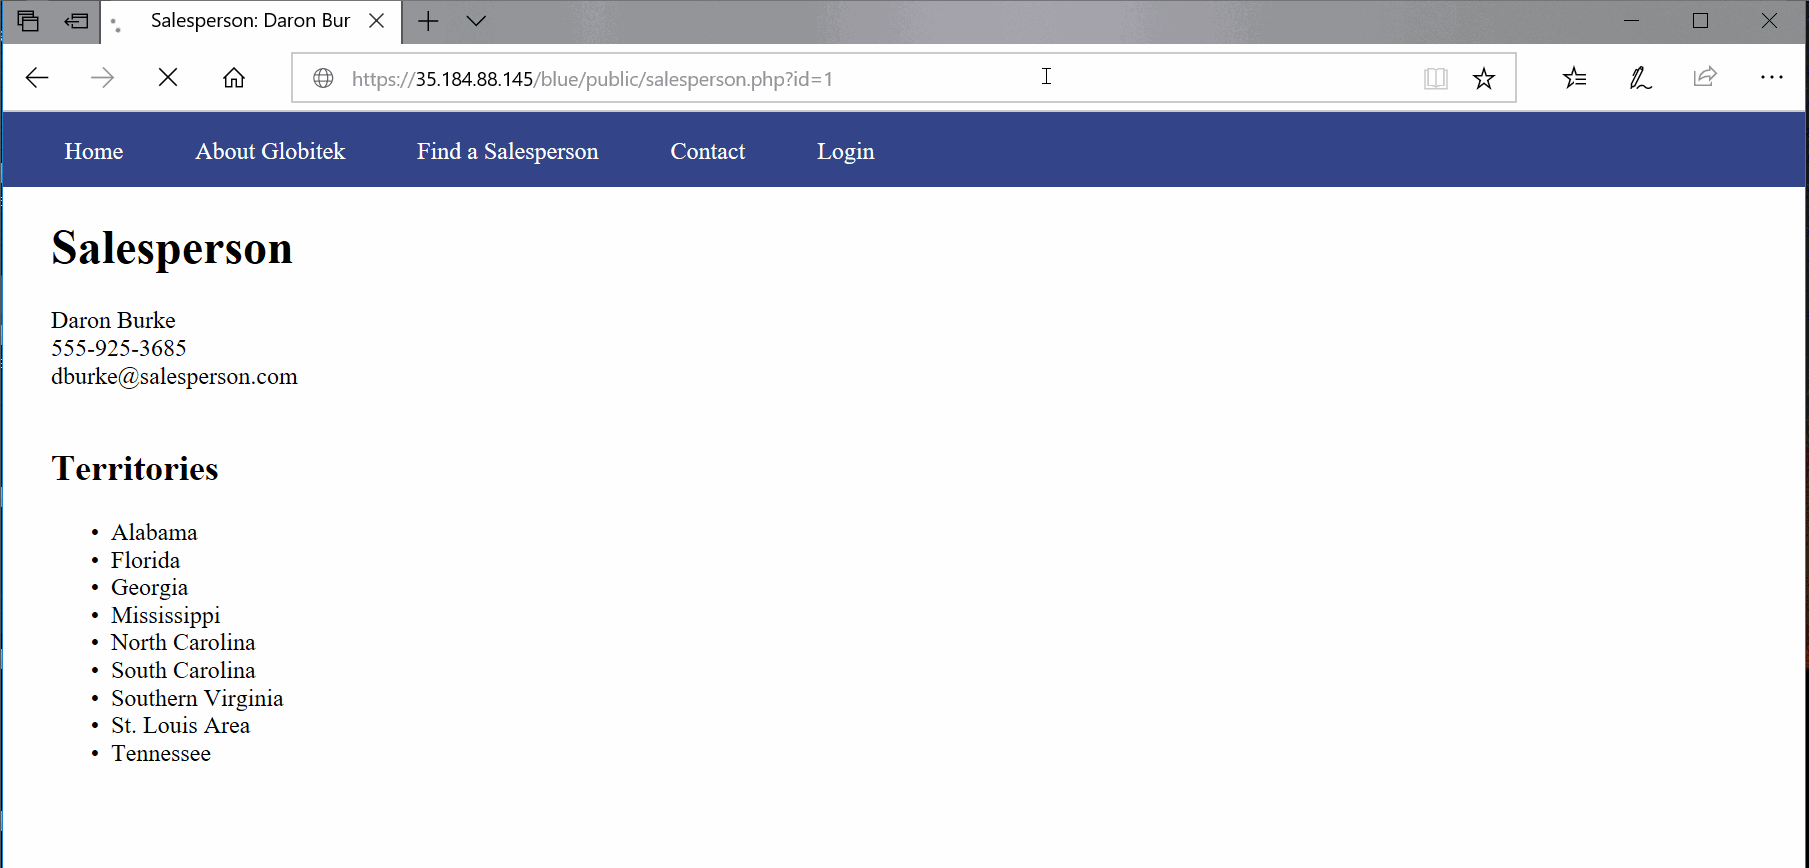 Salesperson: Daron Bur
https://35.184.88.145/blue/public/salesperson.php?id=1
Home About Globitek Find a Salesperson Contact Login
Salesperson
Daron Burke
555-925-3685
dburke@salesperson.com
Territories
• Alabama
• Florida
• Georgia
• Mississippi
• North Carolina
• South Carolina
• Southern Virginia
• St. Louis Area
• Tennessee